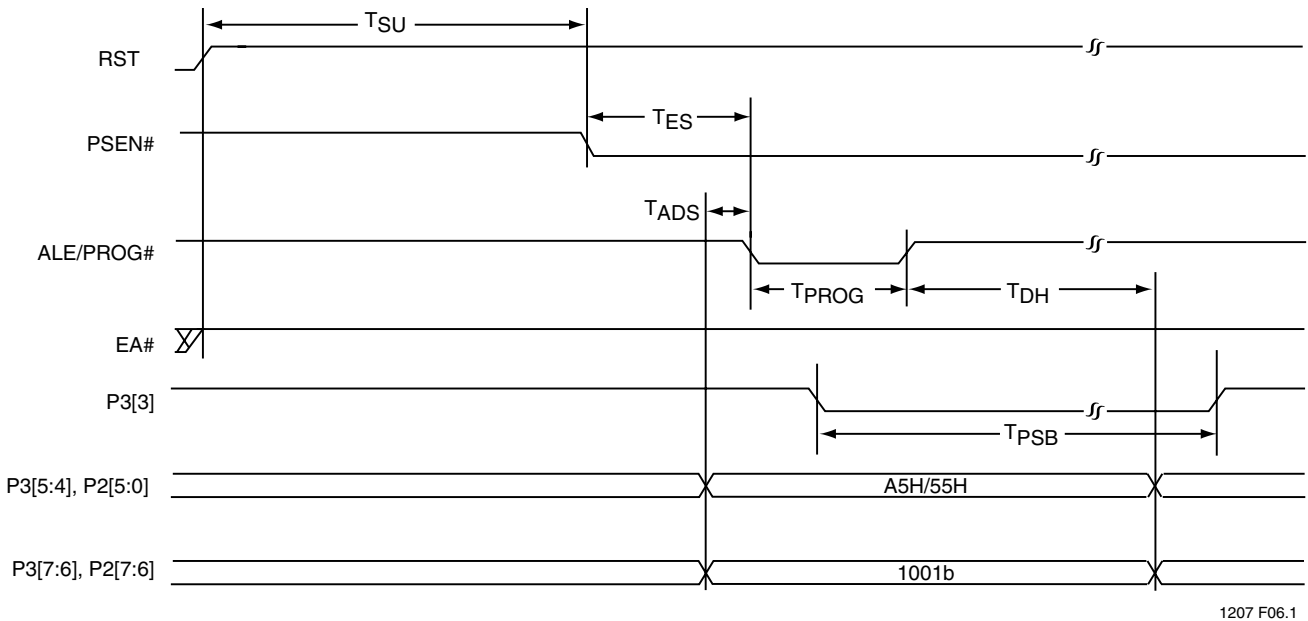 TSU
RST
TES
PSEN#
TADS
ALE/PROG#
TPROG
TDH
EA#
P3[3]
TPSB
P3[5:4], P2[5:0]
A5H/55H
P3[7:6], P2[7:6]
1001b
1207 F06.1